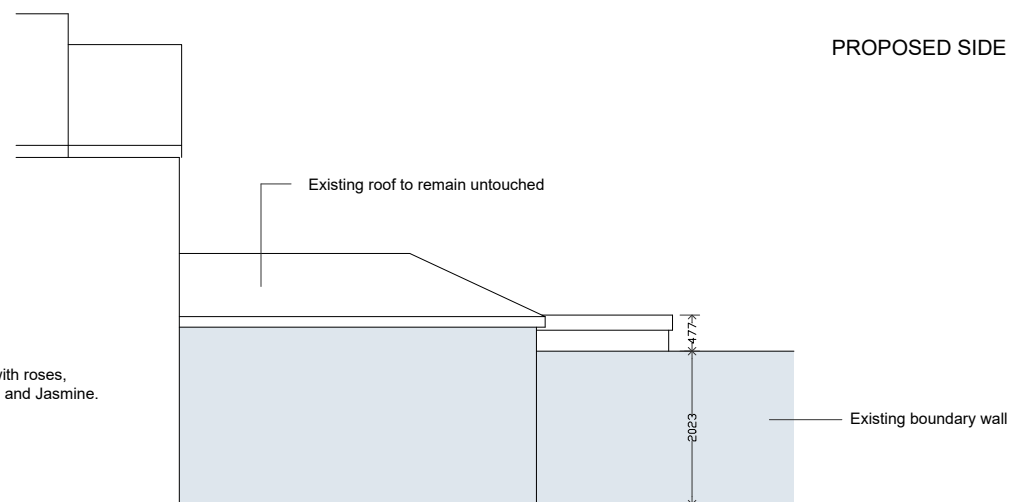 PROPOSED SIDE
Existing roof to remain untouched
477
with roses,
and Jasmine.
2023
Existing boundary wall